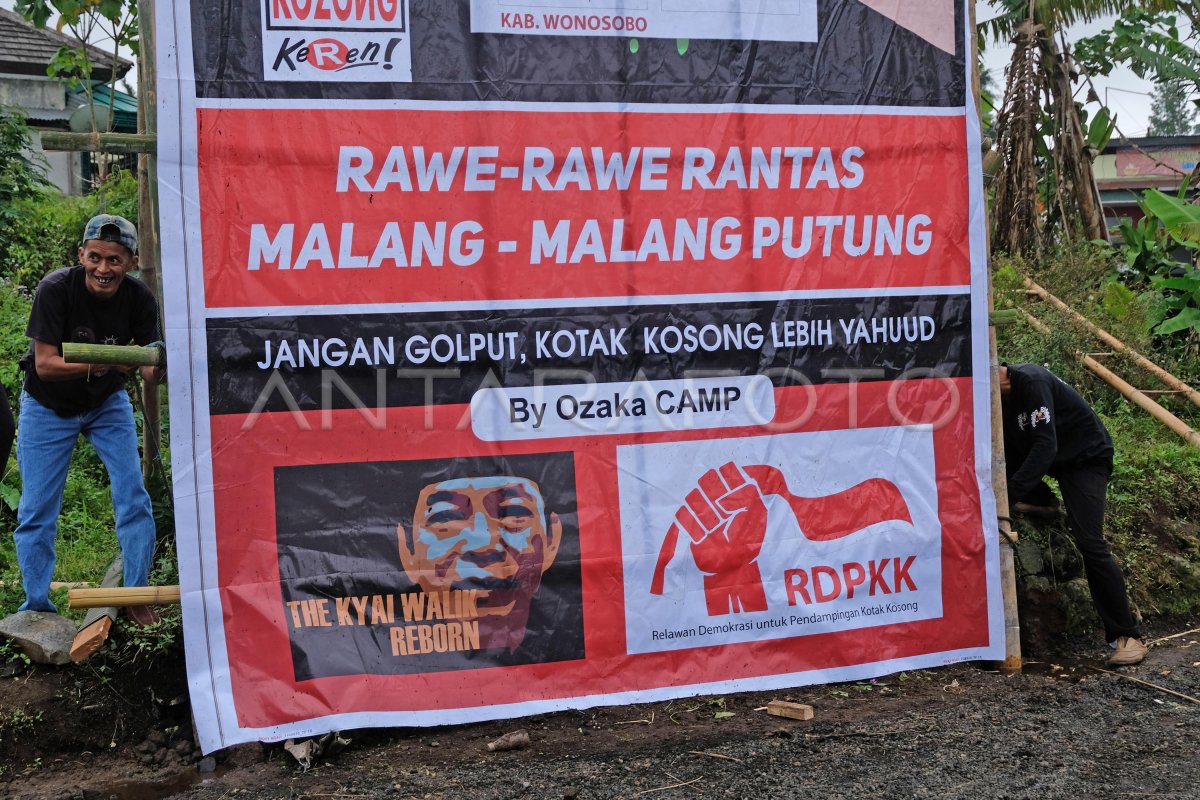 KOZONG
KeRen!
KAB. WONOSOBO
RAWE-RAWE RANTAS
MALANG - MALANG PUTUNG
JANGAN GOLPUT, KOTAK KOSONG LEBIH YAHUUD
ANTARAFOTO
By Ozaka CAMP
THE KYAI WALIK
REBORN
RDPKK
Relawan Demokrasi untuk Pendampingan Kotak Kosong